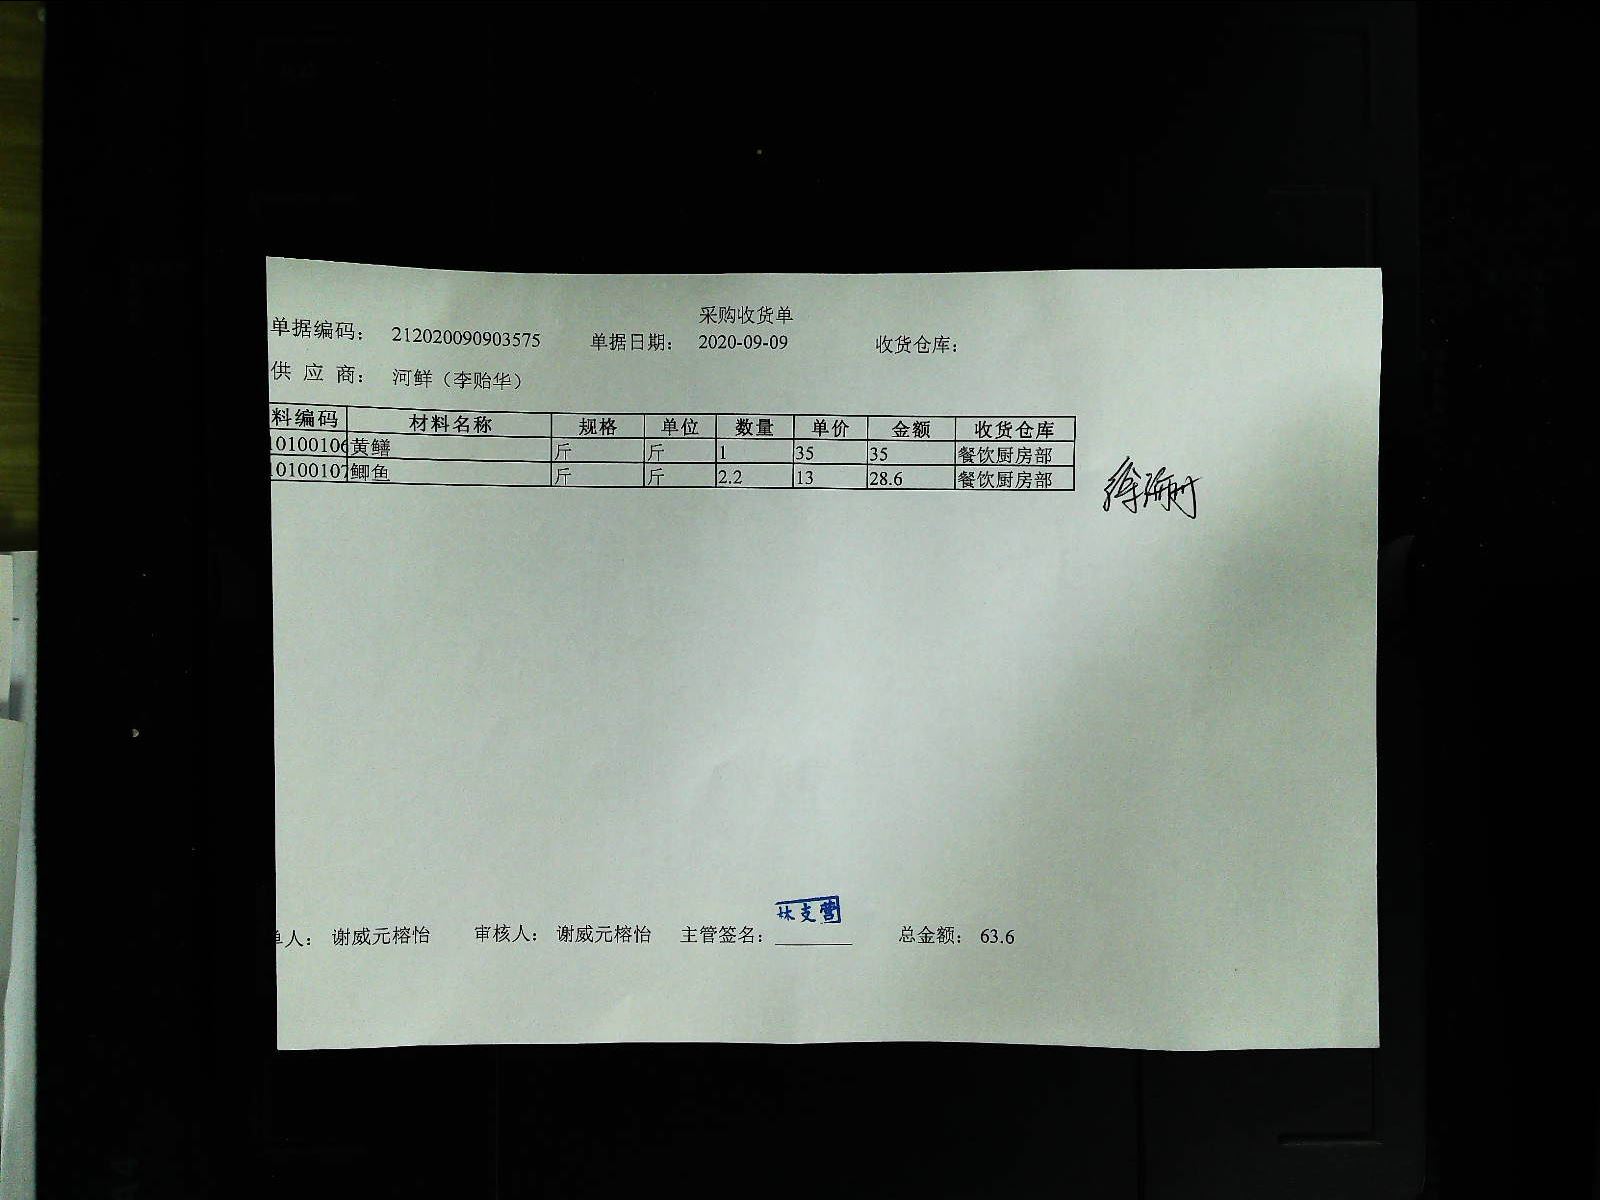 采购收货单
单据编码： 212020090903575 单据日期： 2020-09-09 收货仓库：
供应商： 河鲜（李贻华）
料编码 材料名称 规格 单位 数量 单价 金额 收货仓库
10100106 黄鳝 斤 斤 1 35 35 餐饮厨房部
10100107 鲫鱼 斤 斤 2.2 13 28.6 餐饮厨房部
林支营
单人： 谢威元榕怡 审核人： 谢威元榕怡 主管签名： 总金额： 63.6